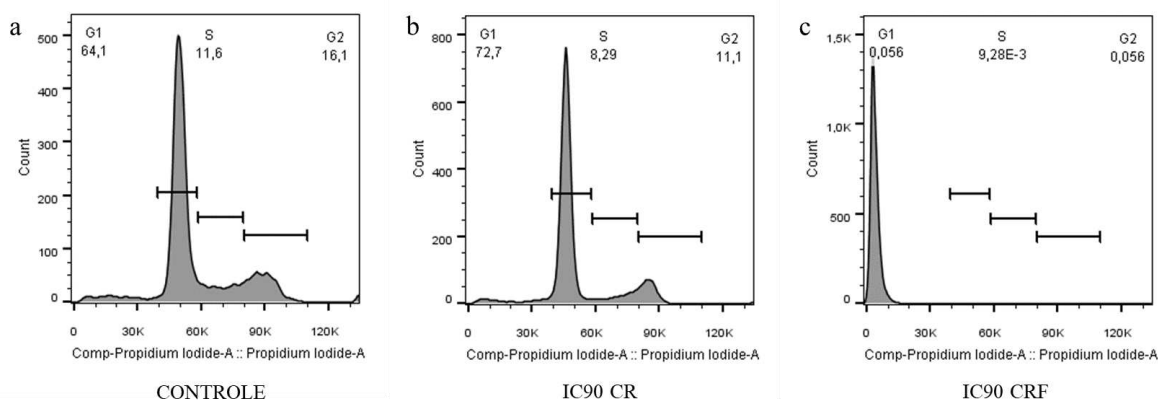 a
G1 S G2
64,1 11,6 16,1
500
400
300
200
100
0
Count
0 30K 60K 90K 120K
Comp-Propidium Iodide-A :: Propidium Iodide-A
CONTROLE
b
G1 S G2
72,7 8,29 11,1
800
600
400
200
0
Count
0 30K 60K 90K 120K
Comp-Propidium Iodide-A :: Propidium Iodide-A
IC90 CR
c
G1 S G2
0,056 9,28E-3 0,056
1,5K
1,0K
500
0
Count
0 30K 60K 90K 120K
Comp-Propidium Iodide-A :: Propidium Iodide-A
IC90 CRF